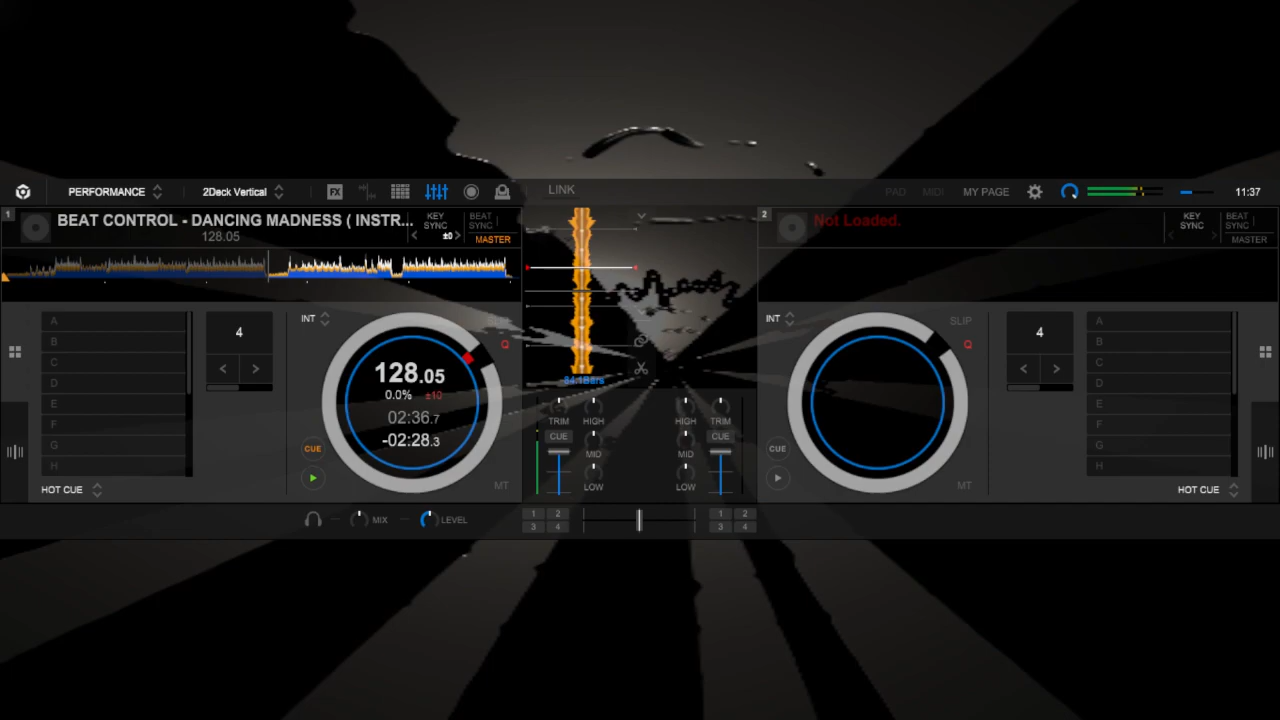 PERFORMANCE
2Deck Vertical
FX
LINK
PAD
MIDI
MY PAGE
11:37
1
BEAT CONTROL - DANCING MADNESS ( INSTR...
128.05
KEY
SYNC
±0
BEAT
SYNC
MASTER
2
Not Loaded.
KEY
SYNC
BEAT
SYNC
MASTER
A
B
C
D
E
F
G
H
HOT CUE
4
INT
SLIP
Q
128.05
0.0%
±10
02:36.7
-02:28.3
CUE
MT
84.1Bars
TRIM
HIGH
CUE
MID
LOW
HIGH
TRIM
CUE
MID
LOW
INT
SLIP
Q
CUE
MT
4
A
B
C
D
E
F
G
H
HOT CUE
MIX
LEVEL
1 2
3 4
1 2
3 4